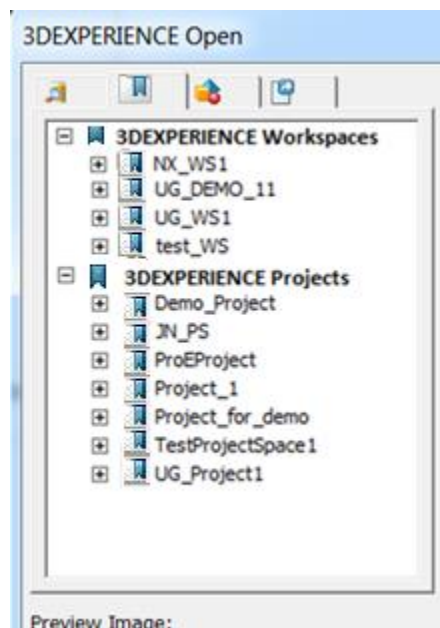 3DEXPERIENCE Open
3DEXPERIENCE Workspaces
NX_WS1
UG_DEMO_11
UG_WS1
test_WS
3DEXPERIENCE Projects
Demo_Project
JN_PS
ProEProject
Project_1
Project_for_demo
TestProjectSpace1
UG_Project1
Preview Image: